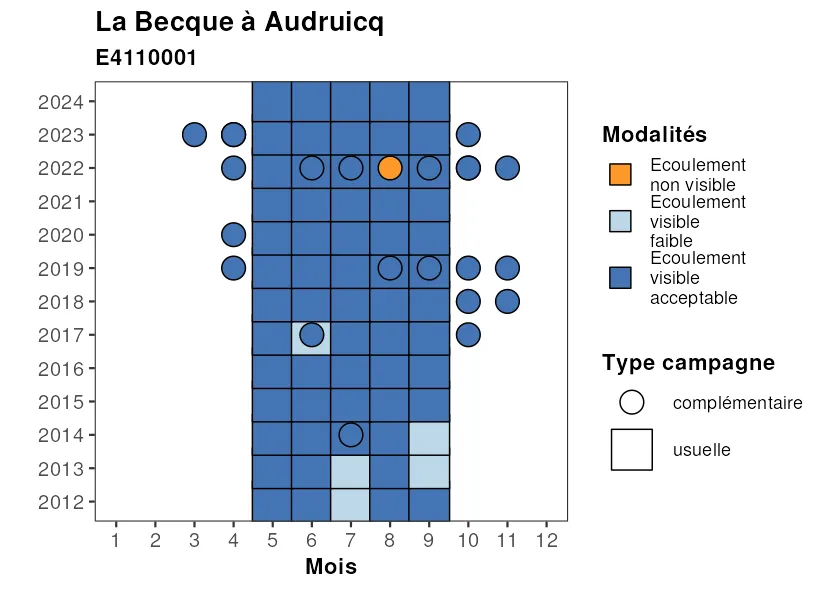 La Becque à Audruicq
E4110001
2024
2023
2022
2021
2020
2019
2018
2017
2016
2015
2014
2013
2012
1 2 3 4 5 6 7 8 9 10 11 12
Mois
Modalités
Ecoulement
non visible
Ecoulement
visible
faible
Ecoulement
visible
acceptable
Type campagne
complémentaire
usuelle